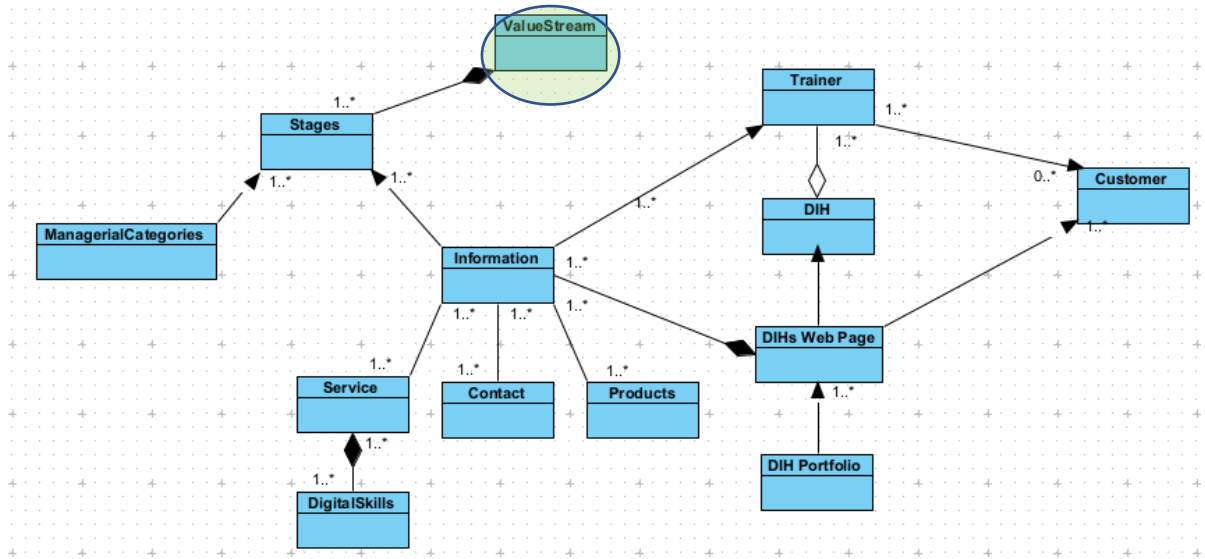 ValueStream
Trainer
1..*
1..*
Stages
1..*
1..*
0..*
Customer
1..*
1..*
DIH
1..*
1..*
ManagerialCategories
Information
1..*
1..*
1..*
1..*
DIHs Web Page
1..*
1..*
1..*
Service
Contact
Products
1..*
1..*
DIH Portfolio
1..*
DigitalSkills